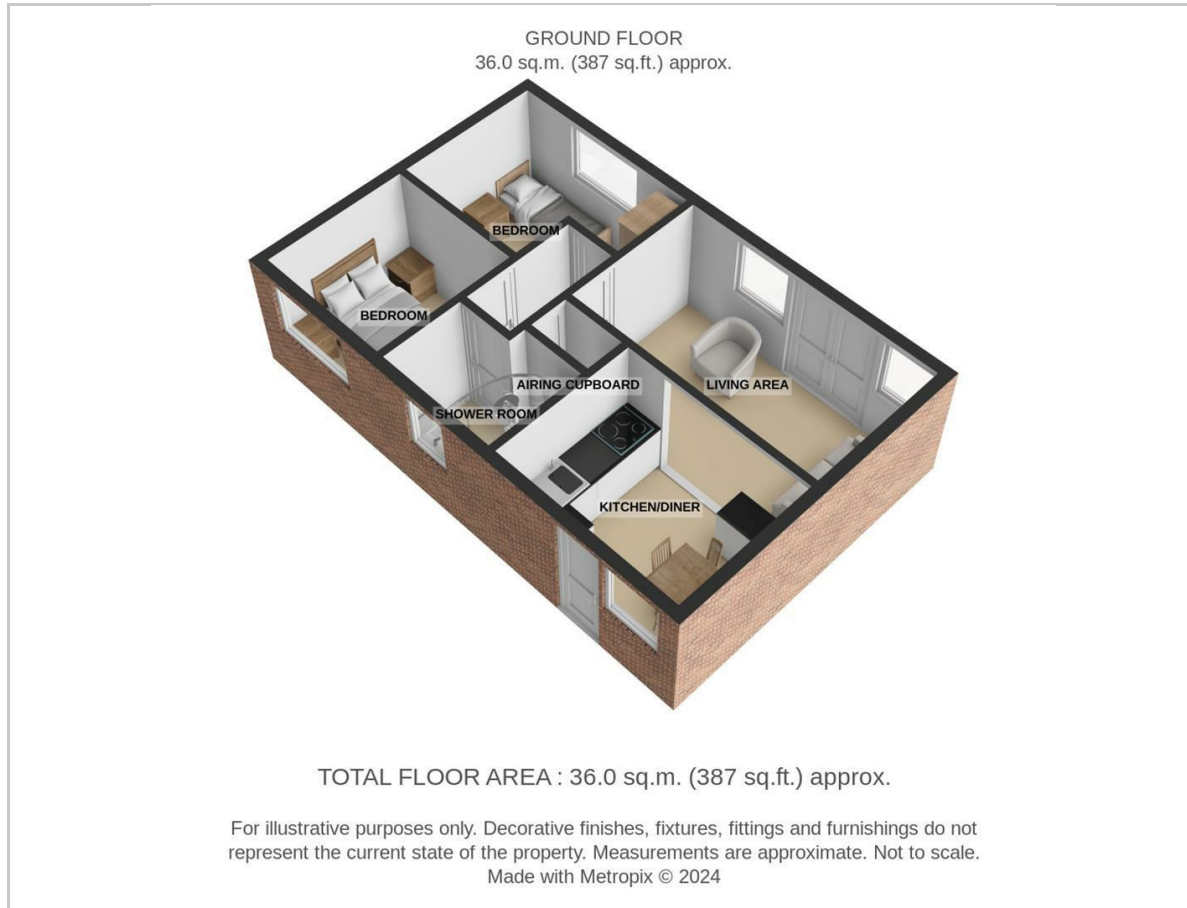 GROUND FLOOR
36.0 sq.m. (387 sq.ft.) approx.
BEDROOM
BEDROOM
AIRING CUPBOARD
LIVING AREA
SHOWER ROOM
KITCHEN/DINER
TOTAL FLOOR AREA : 36.0 sq.m. (387 sq.ft.) approx.
For illustrative purposes only. Decorative finishes, fixtures, fittings and furnishings do not
represent the current state of the property. Measurements are approximate. Not to scale.
Made with Metropix © 2024